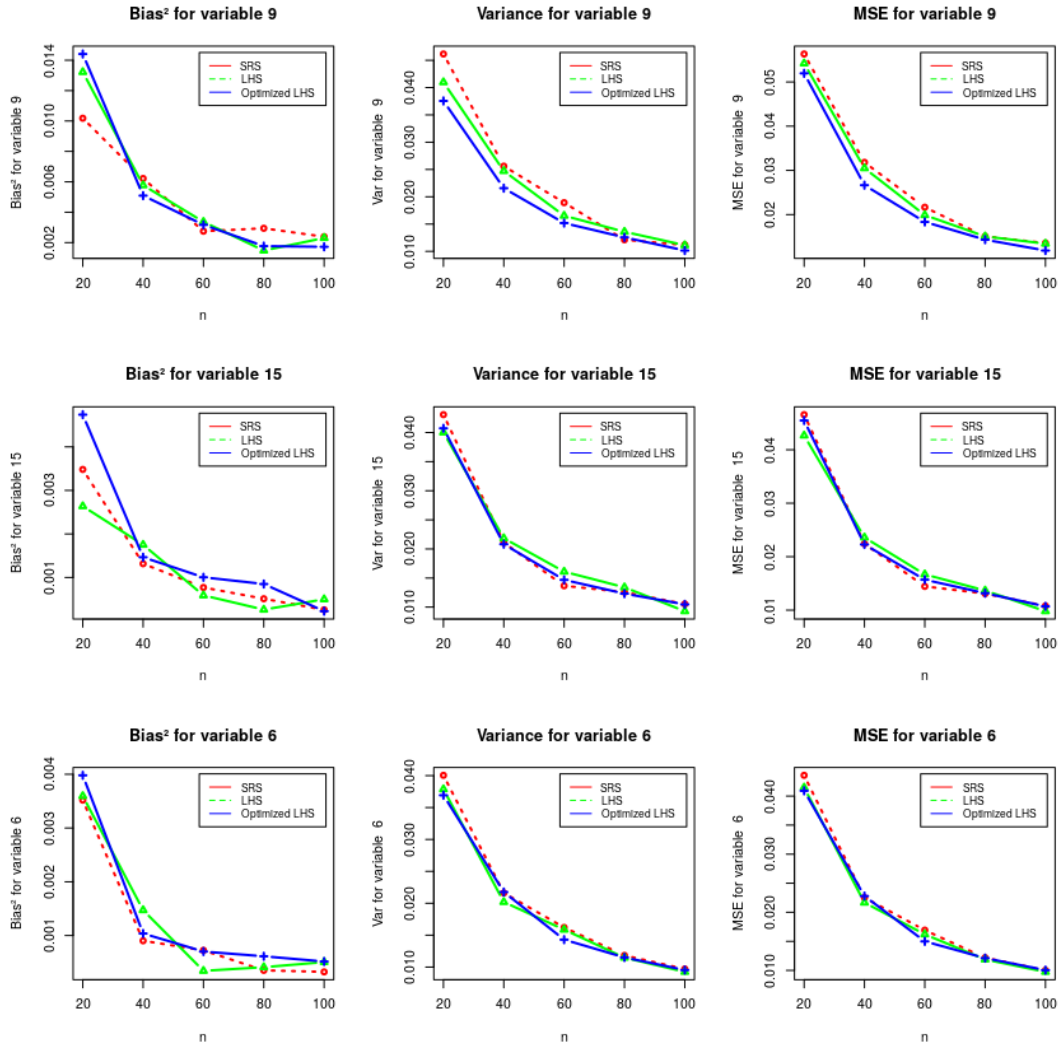 Bias² for variable 9
Bias² for variable 9
0.014
0.010
0.006
0.002
SRS
LHS
Optimized LHS
20 40 60 80 100
n
Variance for variable 9
Var for variable 9
0.040
0.030
0.020
0.010
SRS
LHS
Optimized LHS
20 40 60 80 100
n
MSE for variable 9
MSE for variable 9
0.05
0.04
0.03
0.02
SRS
LHS
Optimized LHS
20 40 60 80 100
n
Bias² for variable 15
Bias² for variable 15
0.003
0.001
SRS
LHS
Optimized LHS
20 40 60 80 100
n
Variance for variable 15
Var for variable 15
0.040
0.030
0.020
0.010
SRS
LHS
Optimized LHS
20 40 60 80 100
n
MSE for variable 15
MSE for variable 15
0.04
0.03
0.02
0.01
SRS
LHS
Optimized LHS
20 40 60 80 100
n
Bias² for variable 6
Bias² for variable 6
0.004
0.003
0.002
0.001
SRS
LHS
Optimized LHS
20 40 60 80 100
n
Variance for variable 6
Var for variable 6
0.040
0.030
0.020
0.010
SRS
LHS
Optimized LHS
20 40 60 80 100
n
MSE for variable 6
MSE for variable 6
0.040
0.030
0.020
0.010
SRS
LHS
Optimized LHS
20 40 60 80 100
n